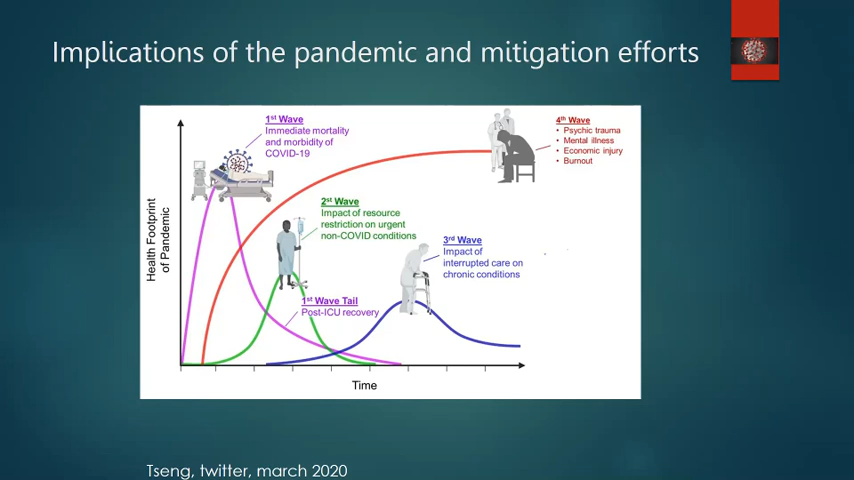 Implications of the pandemic and mitigation efforts
1st Wave
Immediate mortality
and morbidity of
COVID-19
4th Wave
• Psychic trauma
• Mental illness
• Economic injury
• Burnout
2st Wave
Impact of resource
restriction on urgent
non-COVID conditions
3rd Wave
Impact of
interrupted care on
chronic conditions
1st Wave Tail
Post-ICU recovery
Health Footprint
of Pandemic
Time
Tseng, twitter, march 2020